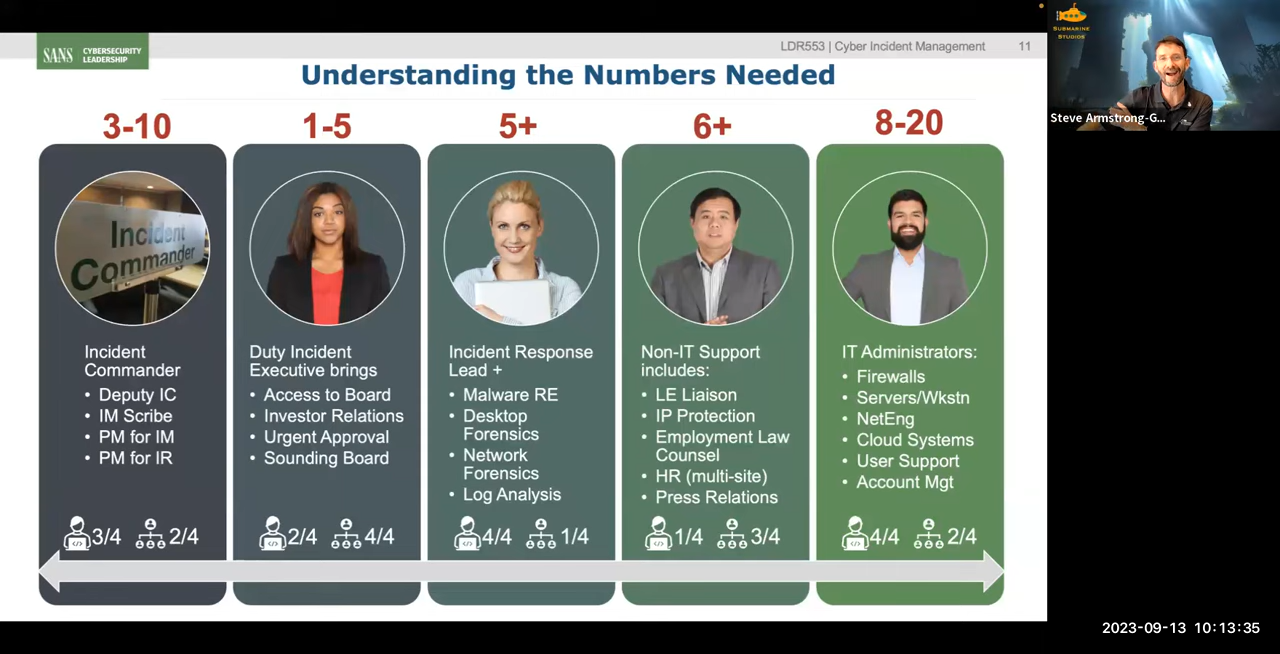 SANS CYBERSECURITY
LEADERSHIP
LDR553 | Cyber Incident Management 11
Understanding the Numbers Needed
SUBMARINE
STUDIOS
Steve Armstrong-G...
3-10
Incident
Commander
Incident
Commander
• Deputy IC
• IM Scribe
• PM for IM
• PM for IR
3/4 2/4
1-5
Duty Incident
Executive brings
• Access to Board
• Investor Relations
• Urgent Approval
• Sounding Board
2/4 4/4
5+
Incident Response
Lead +
• Malware RE
• Desktop
Forensics
• Network
Forensics
• Log Analysis
4/4 1/4
6+
Non-IT Support
includes:
• LE Liaison
• IP Protection
• Employment Law
Counsel
• HR (multi-site)
• Press Relations
1/4 3/4
8-20
IT Administrators:
• Firewalls
• Servers/Wkstn
• NetEng
• Cloud Systems
• User Support
• Account Mgt
4/4 2/4
2023-09-13 10:13:35